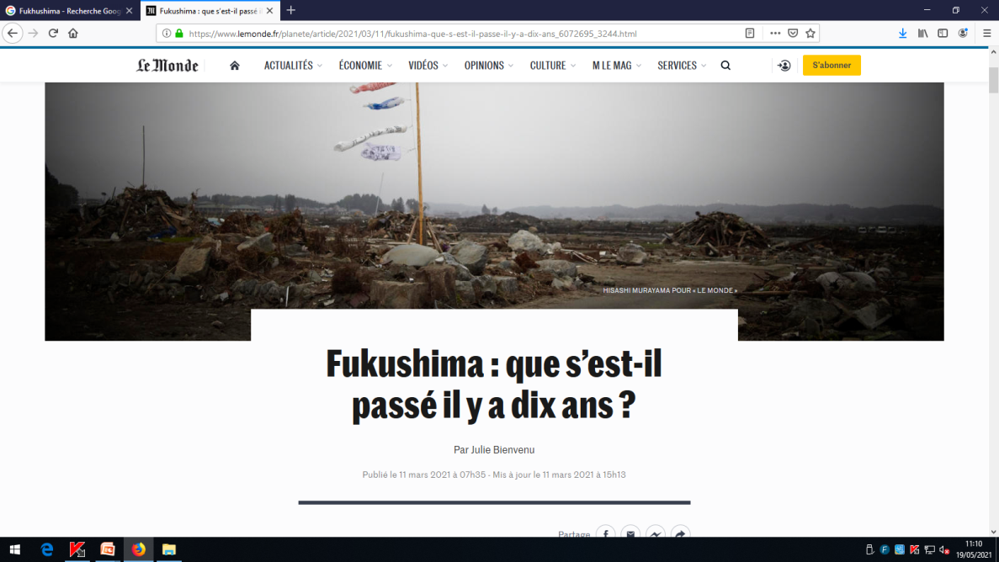 Fukhushima - Recherche Goog
Fukushima : que s'est-il passé i
https://www.lemonde.fr/planete/article/2021/03/11/fukushima-que-s-est-il-passe-il-y-a-dix-ans_6072695_3244.html
Le Monde
ACTUALITÉS ÉCONOMIE VIDÉOS OPINIONS CULTURE M LE MAG SERVICES
S'abonner
HISASHI MURAYAMA POUR « LE MONDE »
Fukushima : que s'est-il
passé il y a dix ans ?
Par Julie Bienvenu
Publié le 11 mars 2021 à 07h35 - Mis à jour le 11 mars 2021 à 15h13
Partage
11:10
19/05/2021